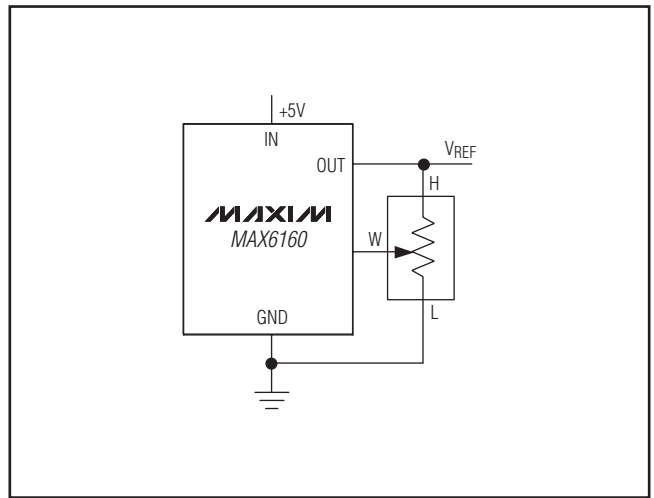 +5V
IN
OUT
VREF
H
MAXIM
MAX6160
W
GND
L